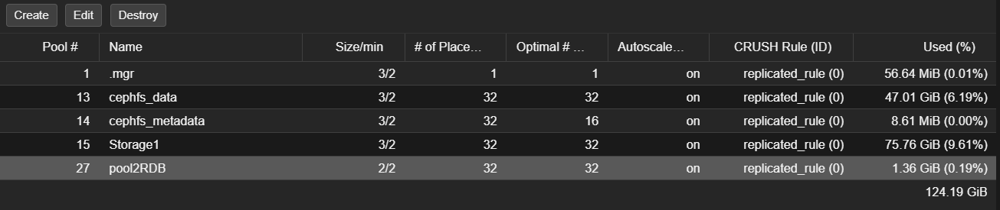 Create Edit Destroy
Pool # Name Size/min # of Place... Optimal # ... Autoscale... CRUSH Rule (ID) Used (%)
1 .mgr 3/2 1 1 on replicated_rule (0) 56.64 MiB (0.01%)
13 cephfs_data 3/2 32 32 on replicated_rule (0) 47.01 GiB (6.19%)
14 cephfs_metadata 3/2 32 16 on replicated_rule (0) 8.61 MiB (0.00%)
15 Storage1 3/2 32 32 on replicated_rule (0) 75.76 GiB (9.61%)
27 pool2RDB 2/2 32 32 on replicated_rule (0) 1.36 GiB (0.19%)
124.19 GiB